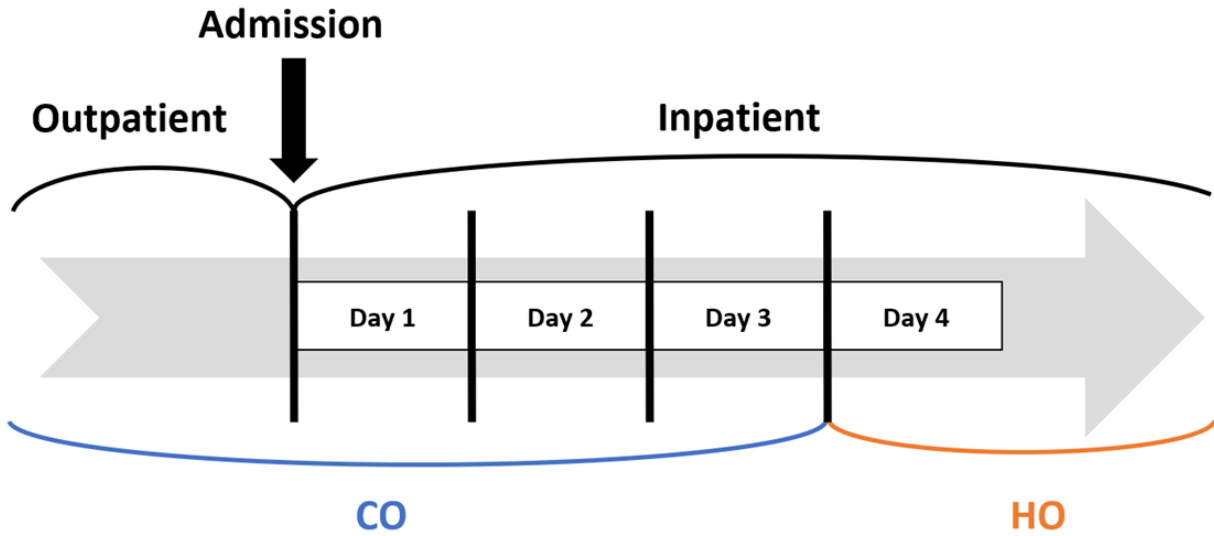 Admission
Outpatient
Inpatient
Day 1
Day 2
Day 3
Day 4
CO
HO